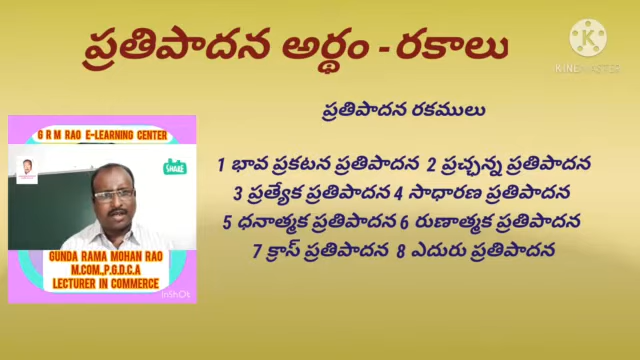 ప్రతిపాదన అర్థం - రకాలు
KINEMASTER
ప్రతిపాదన రకములు
G R M RAO E-LEARNING CENTER
SHARE
1 భావ ప్రకటన ప్రతిపాదన 2 ప్రచ్ఛన్న ప్రతిపాదన
3 ప్రత్యేక ప్రతిపాదన 4 సాధారణ ప్రతిపాదన
5 ధనాత్మక ప్రతిపాదన 6 రుణాత్మక ప్రతిపాదన
7 క్రాస్ ప్రతిపాదన 8 ఎదురు ప్రతిపాదన
GUNDA RAMA MOHAN RAO
M.COM.,P.G.D.C.A
LECTURER IN COMMERCE
InShOt